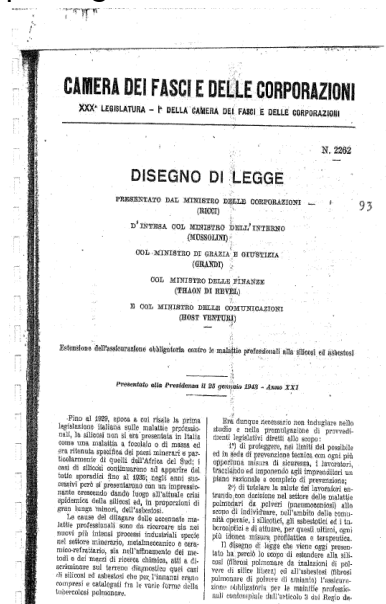 CAMERA DEI FASCI E DELLE CORPORAZIONI
XXXª LEGISLATURA – Iª DELLA CAMERA DEI FASCI E DELLE CORPORAZIONI
N. 2262
DISEGNO DI LEGGE
PRESENTATO DAL MINISTRO DELLE CORPORAZIONI
(RICCI)
93
D'INTESA COL MINISTRO DELL'INTERNO
(MUSSOLINI)
COL MINISTRO DI GRAZIA E GIUSTIZIA
(GRANDI)
COL MINISTRO DELLE FINANZE
(THAON DI REVEL)
E COL MINISTRO DELLE COMUNICAZIONI
(HOST VENTURI)
Estensione dell'assicurazione obbligatoria contro le malattie professionali alla silicosi ed asbestosi
Presentato alla Presidenza il 23 gennaio 1943 - Anno XXI
Fino al 1929, epoca a cui risale la prima
legislazione italiana sulle malattie professio-
nali, la silicosi non si era presentata in Italia
come una malattia a focolaio o di massa ed
era ritenuta specifica dei paesi minerari e par-
ticolarmente di quelli dell'Africa del Sud: i
casi di silicosi continuarono ad apparire del
tutto sporadici fino al 1935; negli anni suc-
cessivi però si presentarono con un impressio-
nante crescendo dando luogo all'attuale crisi
epidemica della silicosi ed, in proporzioni di
gran lunga minori, dell'asbestosi.
Le cause del dilagare delle accennate ma-
lattie professionali sono da ricercare sia nei
nuovi più intensi processi industriali specie
nel settore minerario, metalmeccanico e cera-
mico-refrattario, sia nell'affinamento dei me-
todi e dei mezzi di ricerca chimica, atti a di-
scriminare sul terreno diagnostico quei casi
di silicosi ed asbestosi che per l'innanzi erano
compresi e catalogati fra le varie forme della
tubercolosi polmonare.
Era dunque necessario non indugiare nello
studio e nella promulgazione di provvedi-
menti legislativi diretti allo scopo:
1º) di proteggere, nei limiti del possibile
ed in sede di prevenzione tecnica con ogni più
opportuna misura di sicurezza, i lavoratori,
tracciando ed imponendo agli imprenditori un
piano razionale e completo di prevenzione;
2º) di tutelare la salute dei lavoratori en-
trando, con decisione nel settore delle malattie
polmonari da polveri (pneumoconiosi) allo
scopo di individuare, nell'ambito della comu-
nità operaie, i silicotici, gli asbestotici ed i tu-
bercolotici e di attuare, per questi ultimi, ogni
più idonea misura profilattica e terapeutica.
Il disegno di legge che viene oggi presen-
tato ha perciò lo scopo di estendere alla sili-
cosi (fibrosi polmonare da inalazioni di pol-
vere di silice libera) ed all'asbestosi (fibrosi
polmonare di polvere di amianto) l'assicura-
zione obbligatoria per le malattie professio-
nali contemplate dall'articolo 3 del Regio de-